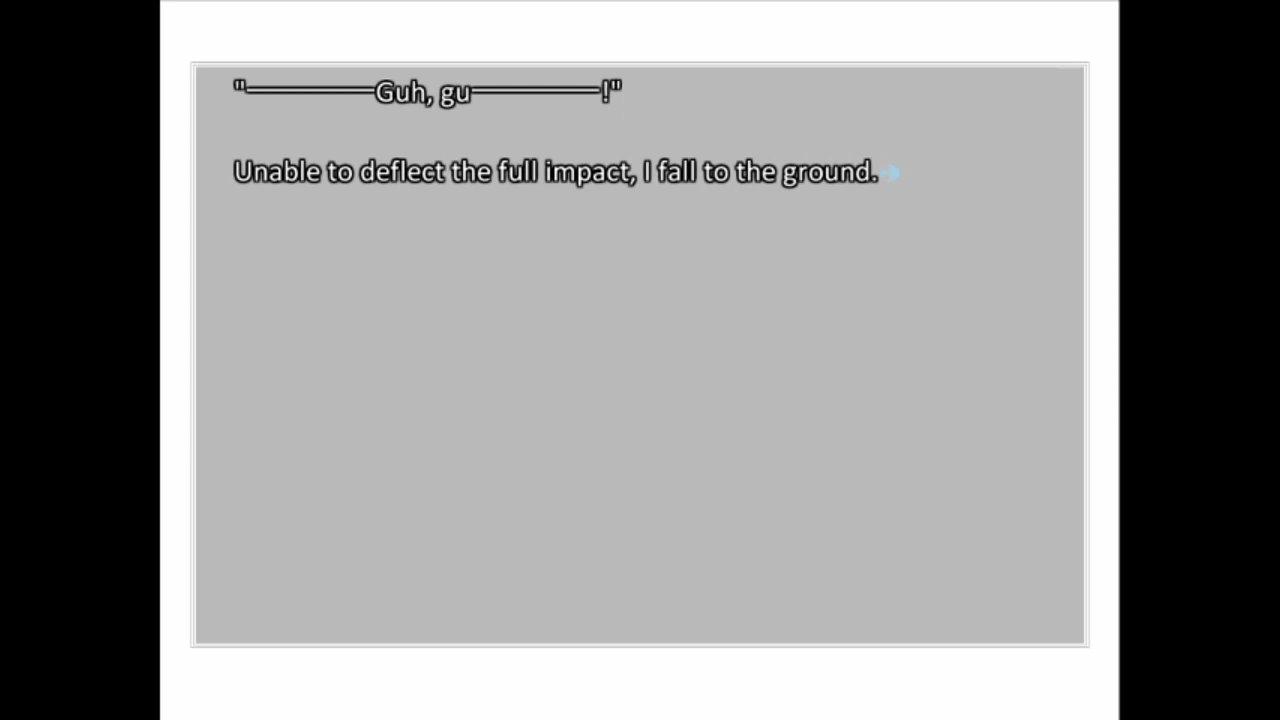 "―――――Guh, gu―――――!"
Unable to deflect the full impact, I fall to the ground.